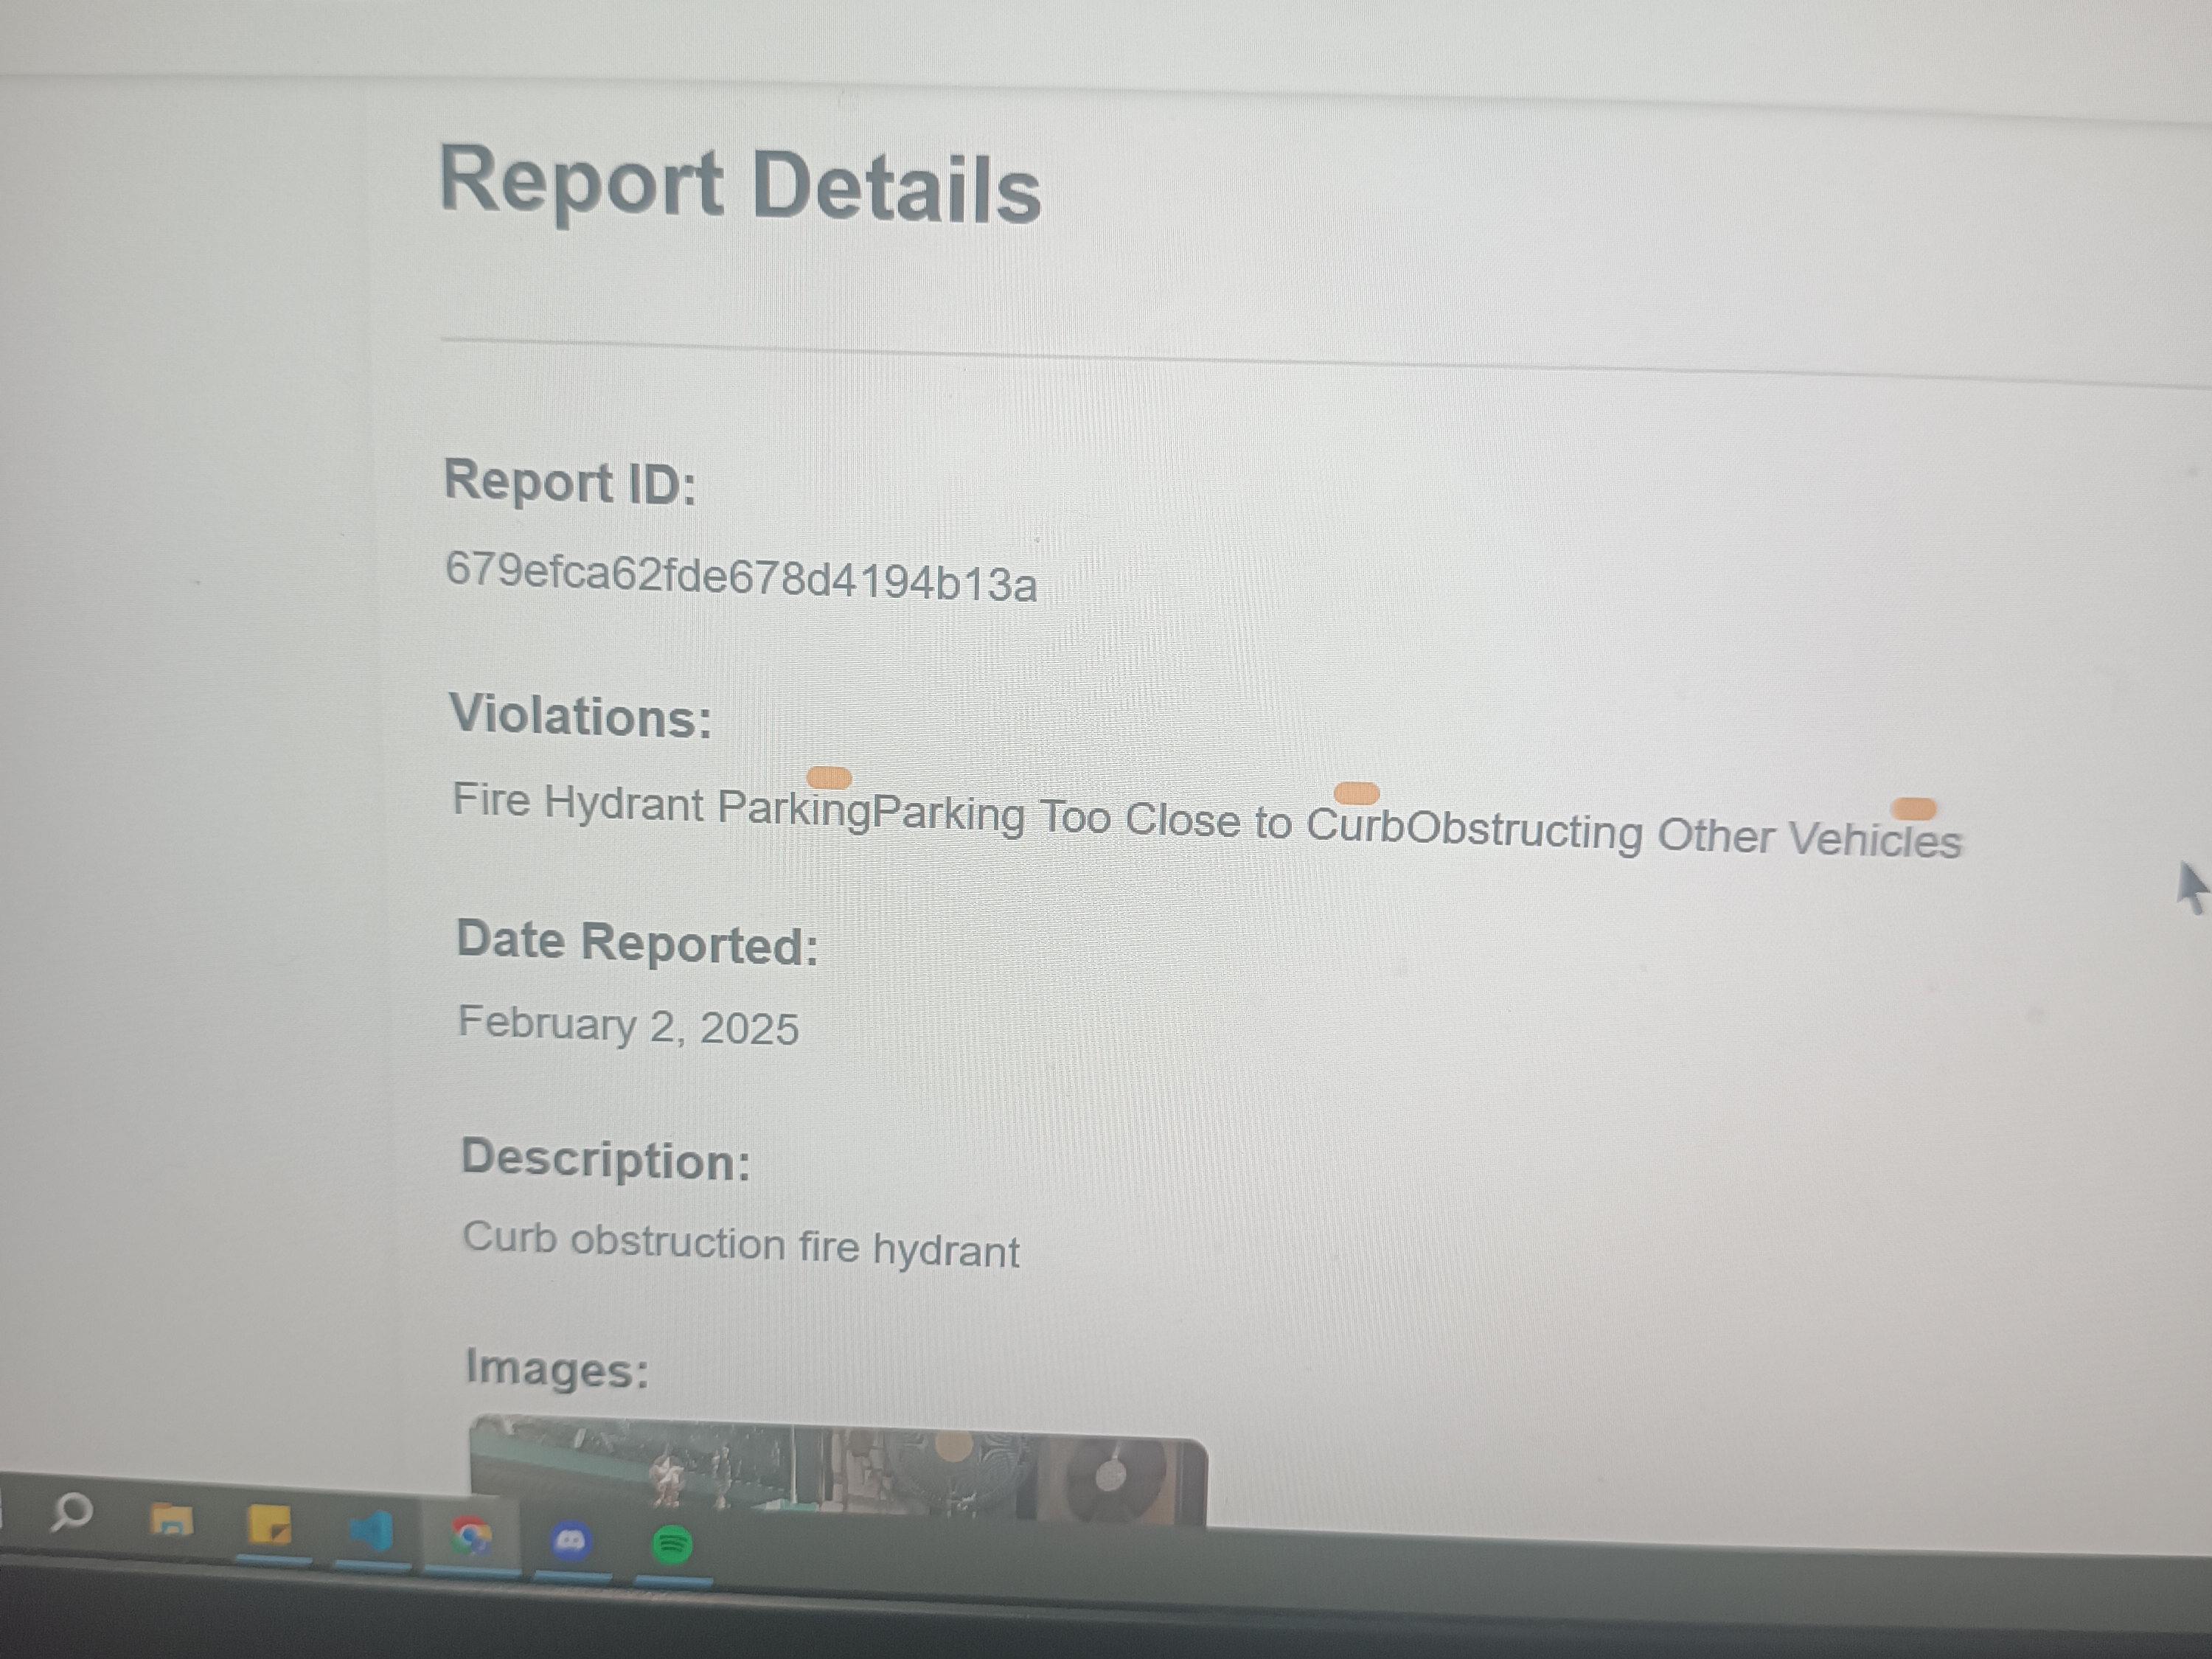 Report Details
Report ID:
679efca62fde678d4194b13a
Violations:
Fire Hydrant ParkingParking Too Close to CurbObstructing Other Vehicles
Date Reported:
February 2, 2025
Description:
Curb obstruction fire hydrant
Images: